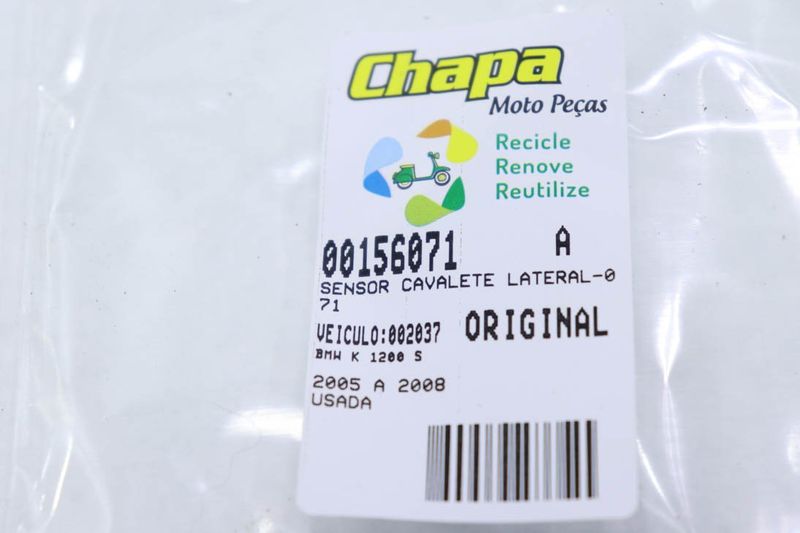 Chapa
Moto Peças
Recicle
Renove
Reutilize
00156071 A
SENSOR CAVALETE LATERAL-0
71
VEICULO:002037 ORIGINAL
BMW K 1200 S
2005 A 2008
USADA